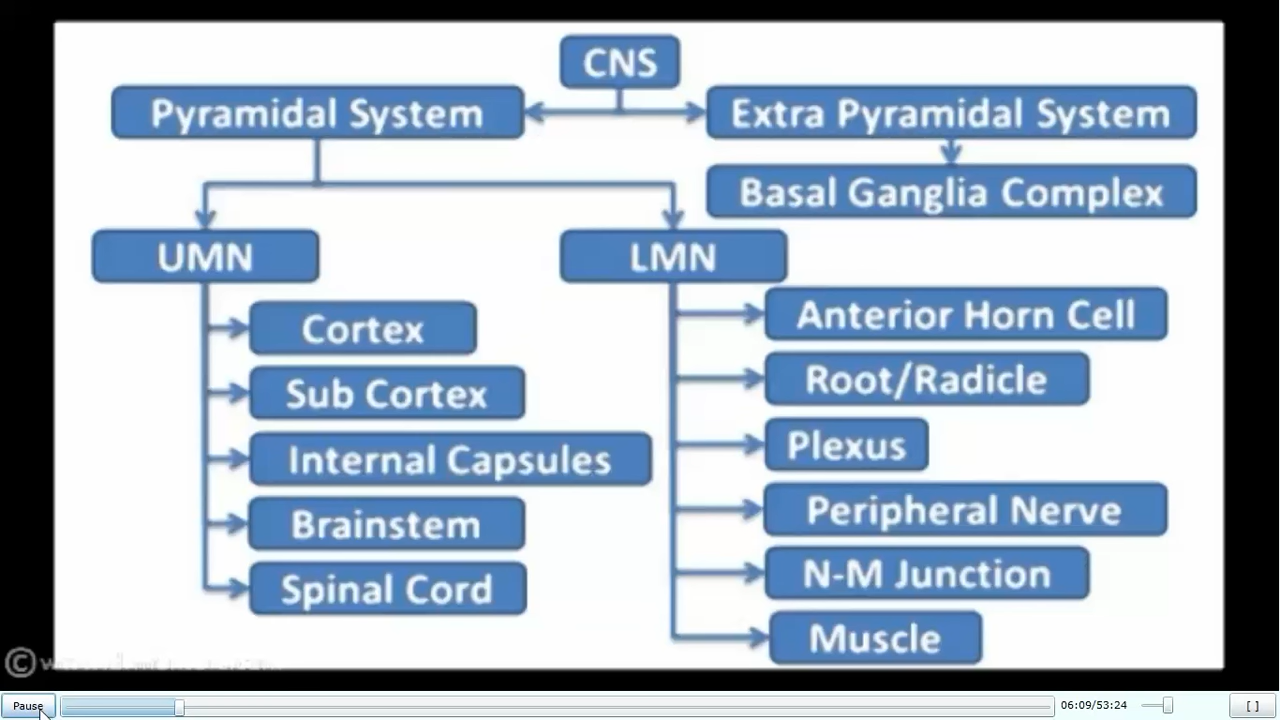 CNS
Pyramidal System
Extra Pyramidal System
Basal Ganglia Complex
UMN
LMN
Cortex
Sub Cortex
Internal Capsules
Brainstem
Spinal Cord
Anterior Horn Cell
Root/Radicle
Plexus
Peripheral Nerve
N-M Junction
Muscle
©
Pause
06:09/53:24
[ ]